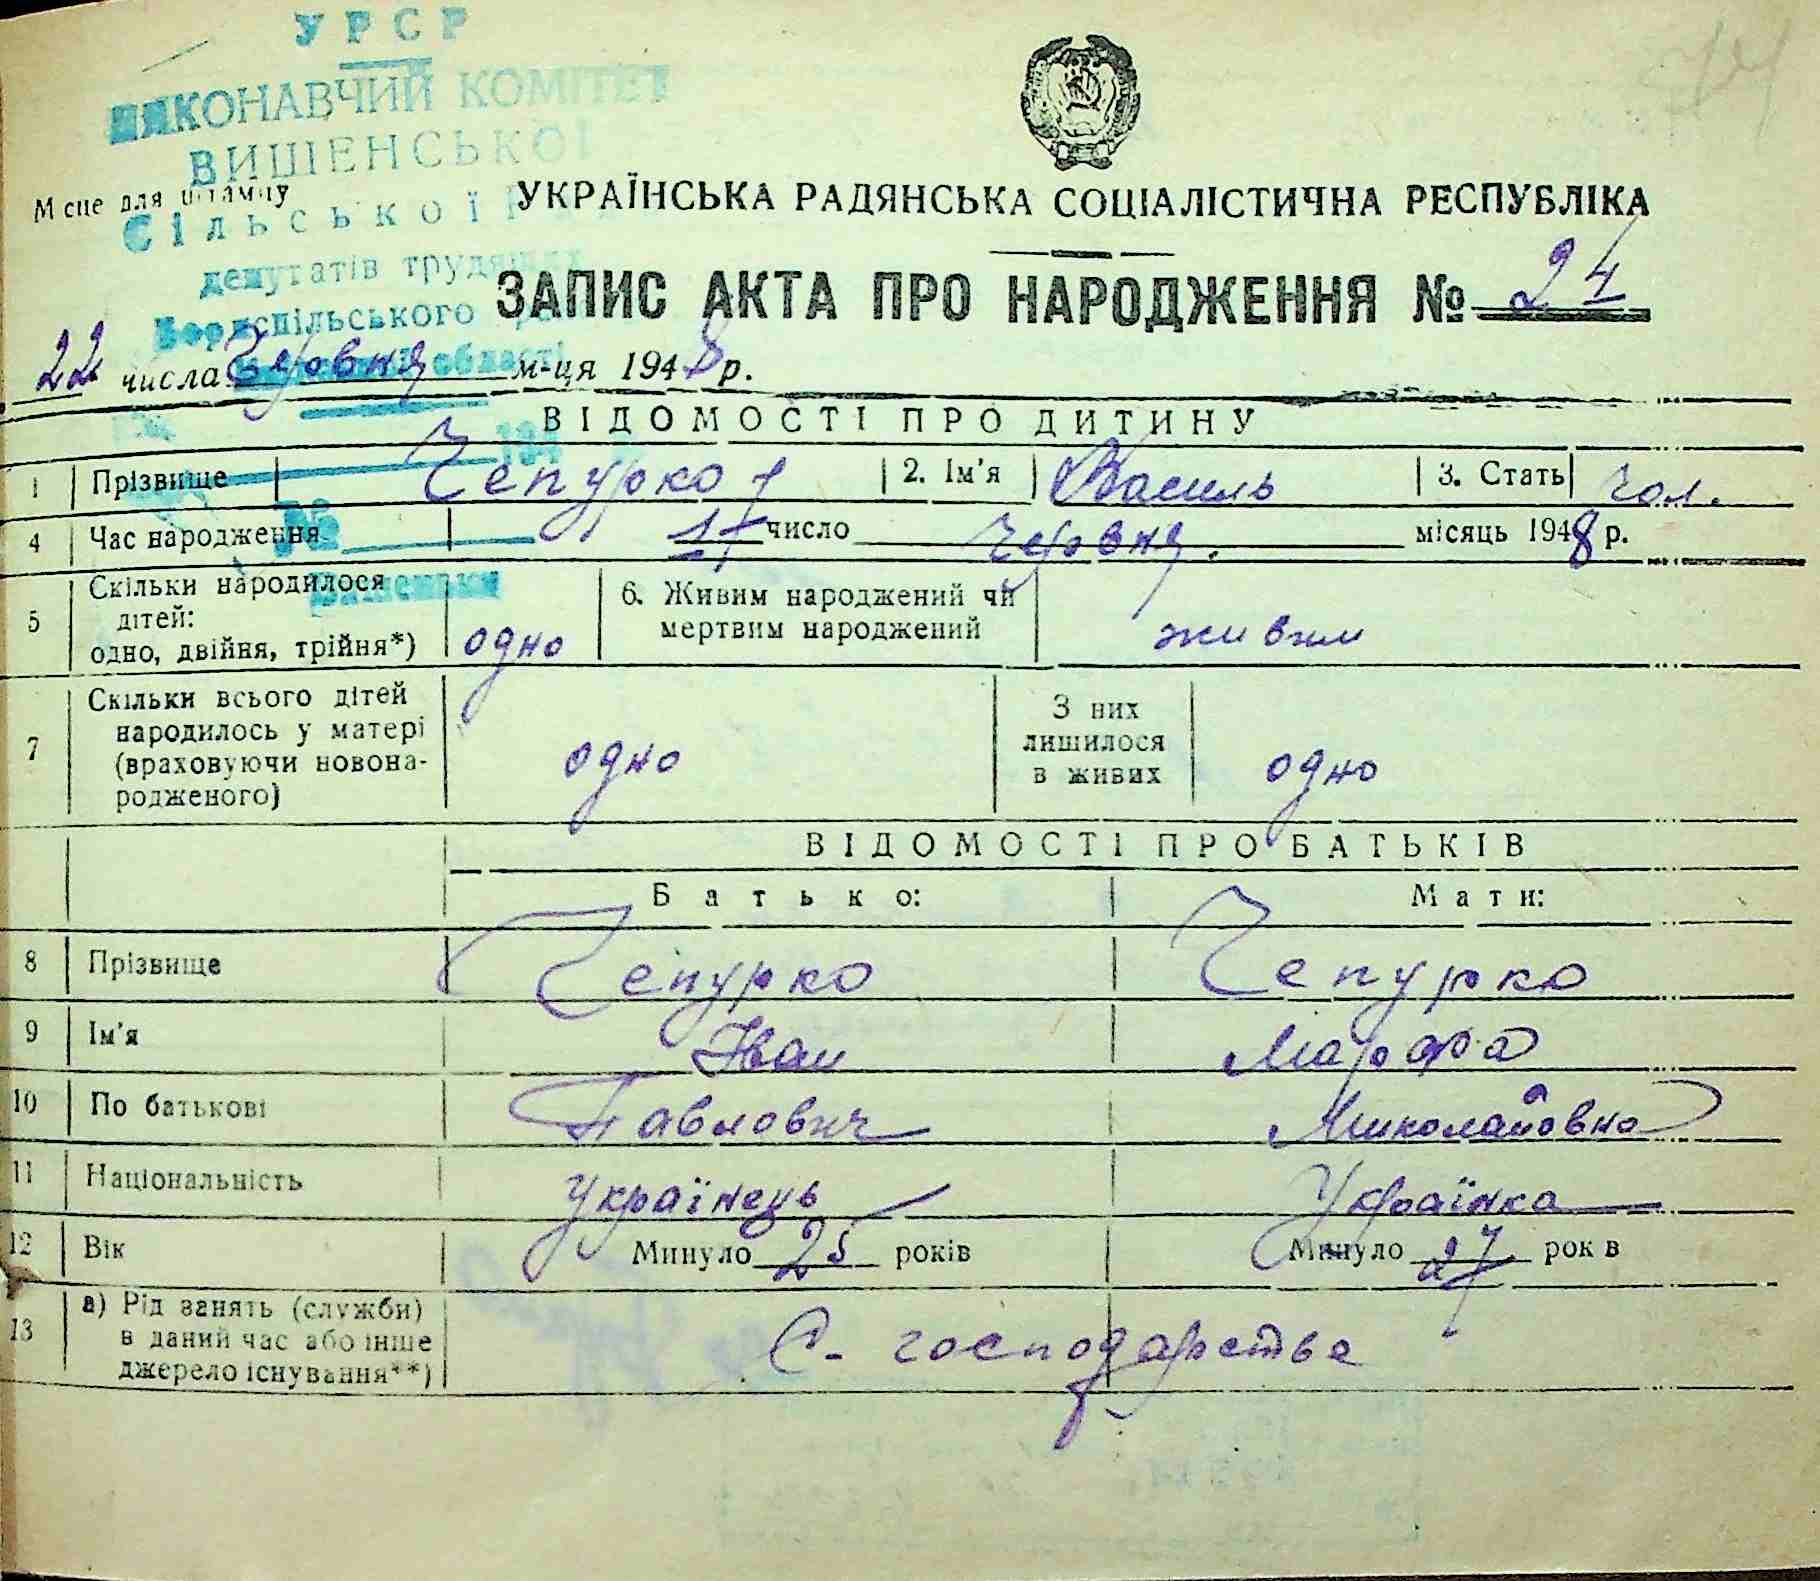 УРСР
ВИКОНАВЧИЙ КОМІТЕТ
ВИШЕНСЬКОЇ
Сільської
депутатів трудящих
Бориспільського
області
194
№
Місце для штампу
УКРАЇНСЬКА РАДЯНСЬКА СОЦІАЛІСТИЧНА РЕСПУБЛІКА
ЗАПИС АКТА ПРО НАРОДЖЕННЯ № 24
22 числа Червня м-ця 1948 р.
ВІДОМОСТІ ПРО ДИТИНУ
1 Прізвище Чепурко 2. Ім'я Василь 3. Стать чол.
4 Час народження 17 число червня. місяць 1948 р.
5 Скільки народилося дітей: одно, двійня, трійня*) одно 6. Живим народжений чи мертвим народжений живим
7 Скільки всього дітей народилось у матері (враховуючи новонародженого) одно З них лишилося в живих одно
ВІДОМОСТІ ПРО БАТЬКІВ
Батько: Мати:
8 Прізвище Чепурко Чепурко
9 Ім'я Іван Марфа
10 По батькові Павлович Миколаївна
11 Національність Українець Українка
12 Вік Минуло 25 років Минуло 27 років
13 а) Рід занять (служби) в даний час або інше джерело існування**) С-господарства